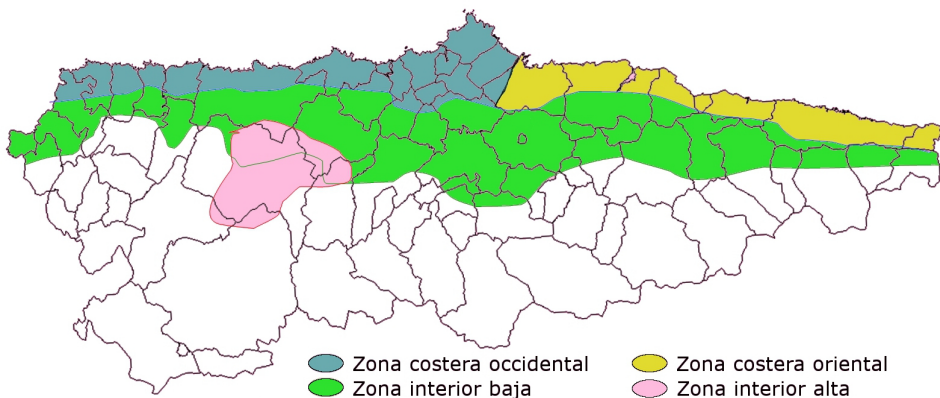 Zona costera occidental
Zona costera oriental
Zona interior baja
Zona interior alta